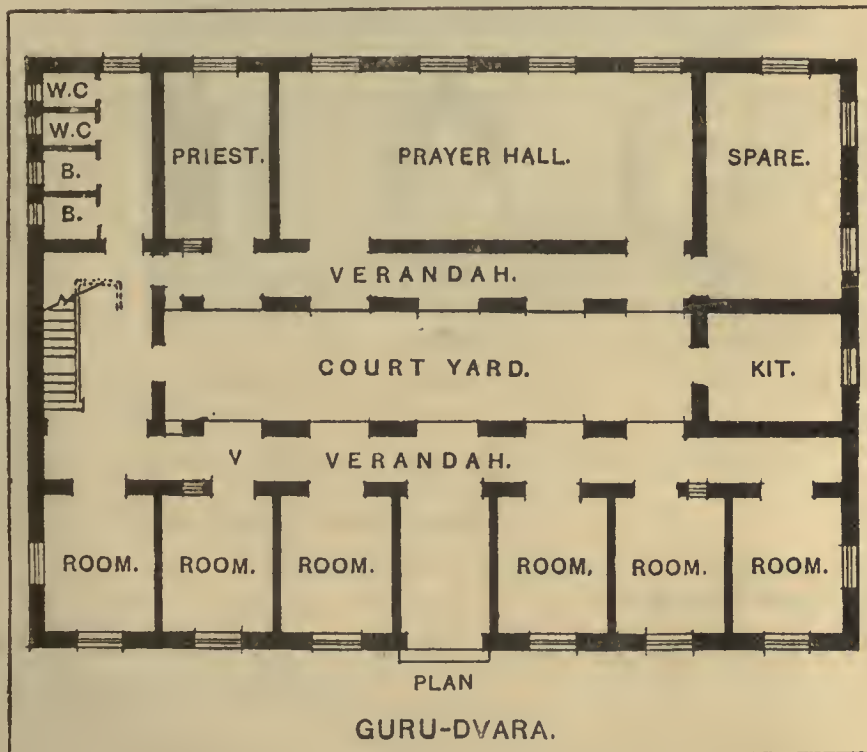 W.C
W.C
B.
B.
PRIEST.
PRAYER HALL.
SPARE.
VERANDAH.
COURT YARD.
KIT.
V
VERANDAH.
ROOM.
ROOM.
ROOM.
ROOM,
ROOM.
ROOM.
PLAN
GURU-DVARA.